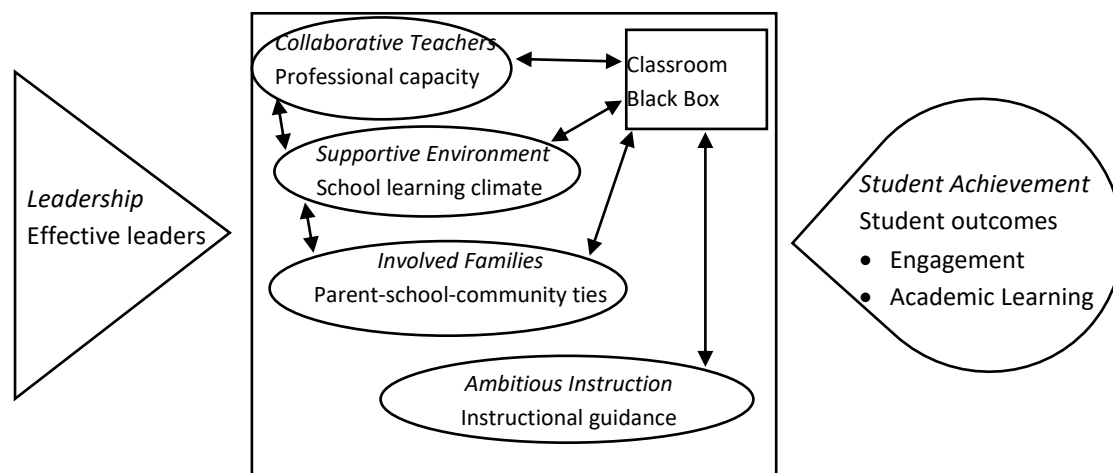 Leadership
Effective leaders
Collaborative Teachers
Professional capacity
Supportive Environment
School learning climate
Involved Families
Parent-school-community ties
Ambitious Instruction
Instructional guidance
Classroom
Black Box
Student Achievement
Student outcomes
• Engagement
• Academic Learning